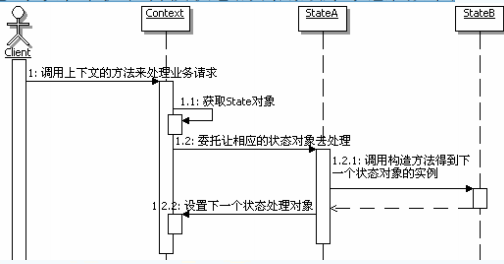 Context
StateA
StateB
Client
1: 调用上下文的方法来处理业务请求
1.1: 获取State对象
1.2: 委托让相应的状态对象去处理
1.2.1: 调用构造方法得到下
一个状态对象的实例
1.2.2: 设置下一个状态处理对象